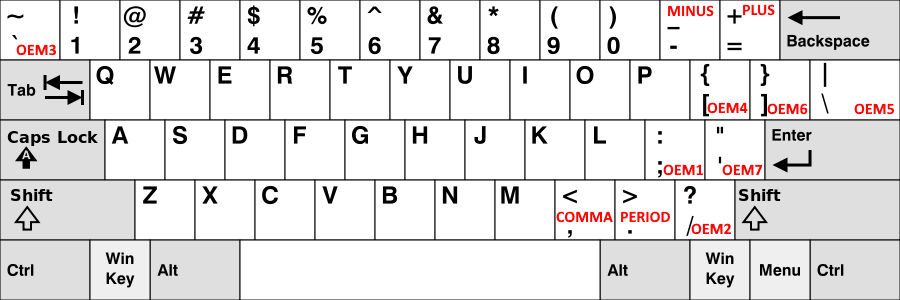 ~ ! @ # $ % ^ & * ( ) MINUS _ + PLUS
` OEM3 1 2 3 4 5 6 7 8 9 0 - = Backspace
Tab Q W E R T Y U I O P { } |
[ OEM4 ] OEM6 \ OEM5
Caps Lock A S D F G H J K L : " Enter
A ; OEM1 ' OEM7
Shift Z X C V B N M < > ? Shift
COMMA , PERIOD . / OEM2
Ctrl Win Key Alt Alt Win Key Menu Ctrl